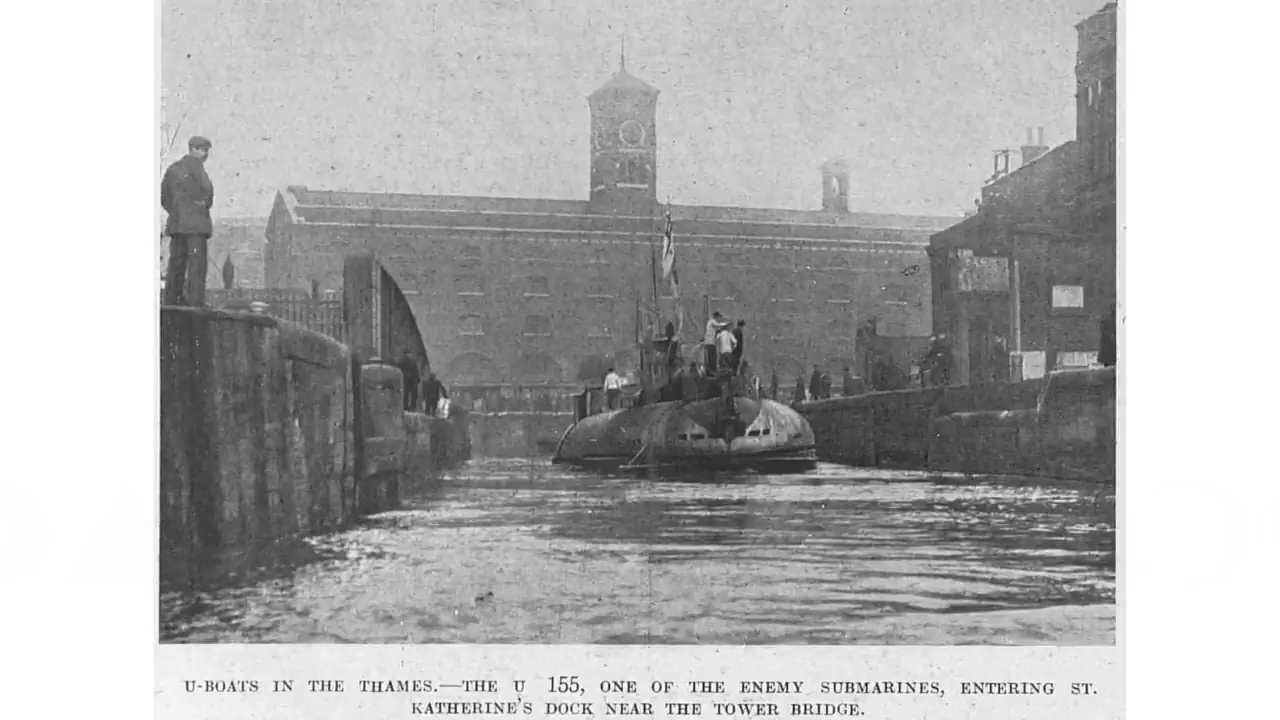 U-BOATS IN THE THAMES.—THE U 155, ONE OF THE ENEMY SUBMARINES, ENTERING ST.
KATHERINE'S DOCK NEAR THE TOWER BRIDGE.